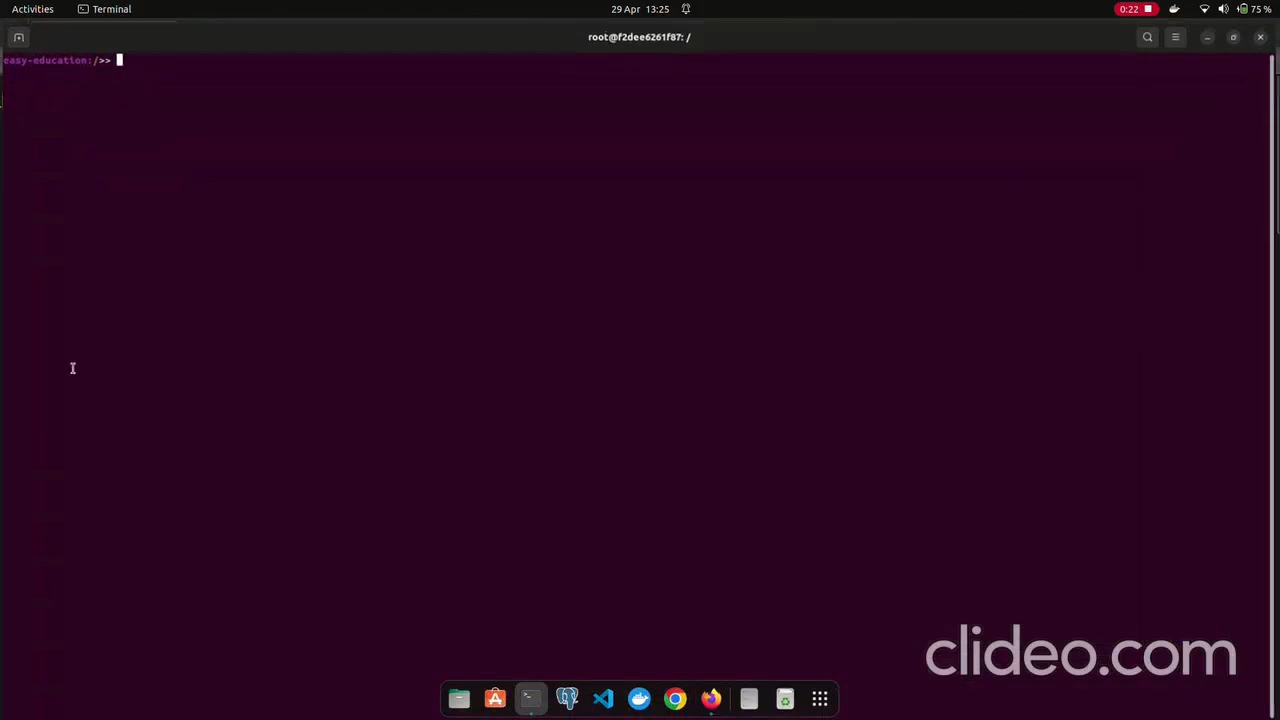 Activities Terminal 29 Apr 13:25 0:22 75 %
root@f2dee6261f87: /
easy-education:/>>
clideo.com